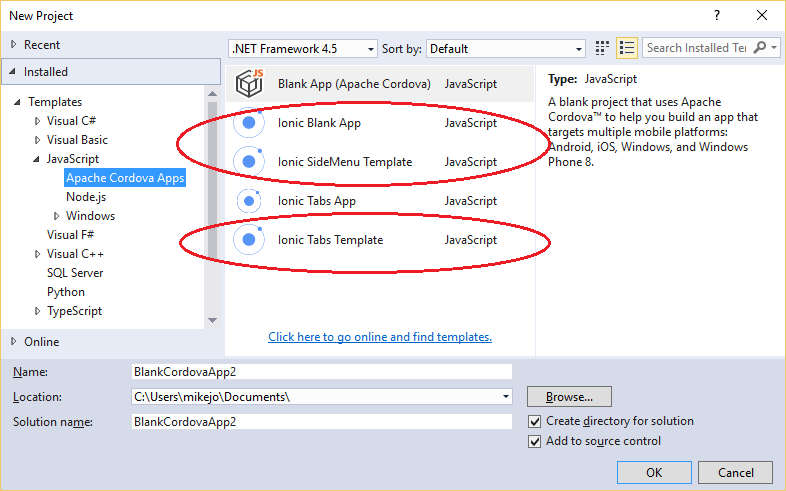 New Project
?
Recent
.NET Framework 4.5
Sort by:
Default
Search Installed Te
Installed
Templates
Visual C#
Visual Basic
JavaScript
Apache Cordova Apps
Node.js
Windows
Visual F#
Visual C++
SQL Server
Python
TypeScript
Online
JS
Blank App (Apache Cordova) JavaScript
Ionic Blank App JavaScript
Ionic SideMenu Template JavaScript
Ionic Tabs App JavaScript
Ionic Tabs Template JavaScript
Click here to go online and find templates.
Type: JavaScript
A blank project that uses Apache
Cordova™ to help you build an app that
targets multiple mobile platforms:
Android, iOS, Windows, and Windows
Phone 8.
Name: BlankCordovaApp2
Location: C:\Users\mikejo\Documents\
Browse...
Solution name: BlankCordovaApp2
Create directory for solution
Add to source control
OK
Cancel